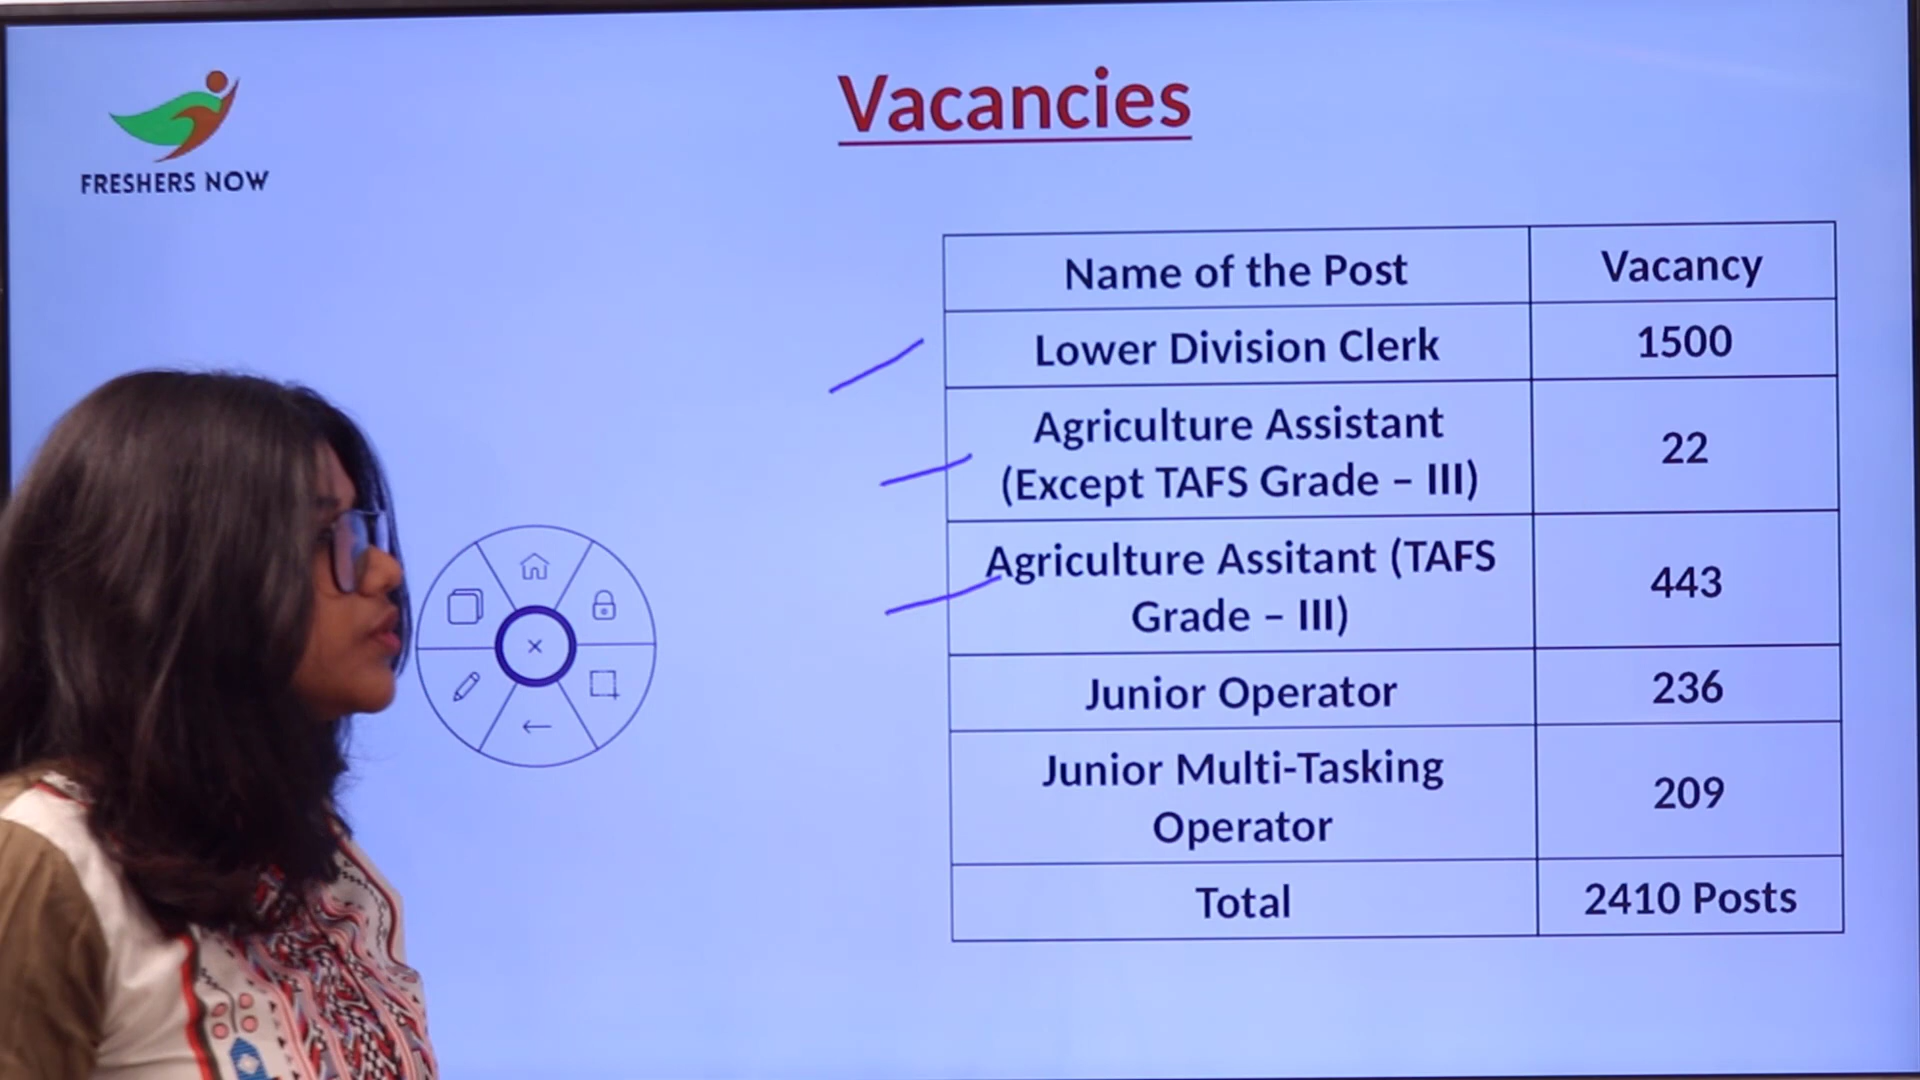 FRESHERS NOW
Vacancies
Name of the Post
Vacancy
Lower Division Clerk
1500
Agriculture Assistant
(Except TAFS Grade – III)
22
Agriculture Assitant (TAFS
Grade – III)
443
Junior Operator
236
Junior Multi-Tasking
Operator
209
Total
2410 Posts